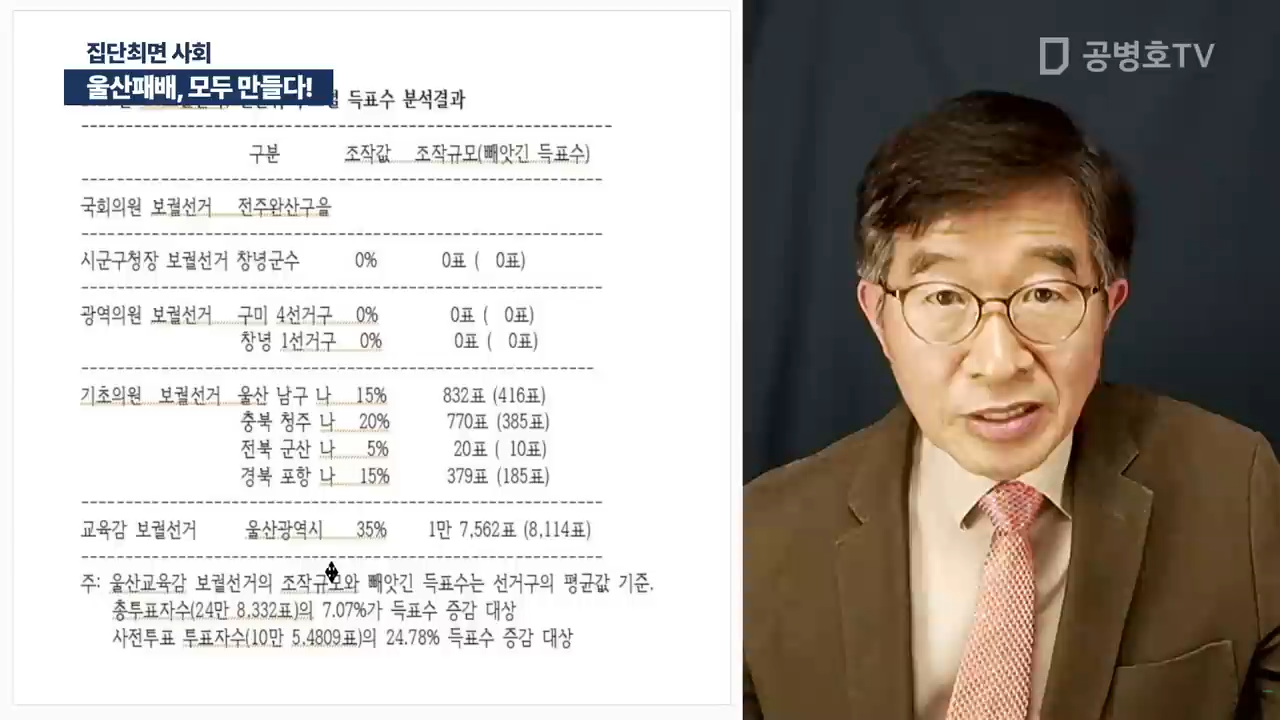 집단최면 사회
울산패배, 모두 만들다!
득표수 분석결과
구분 조작값 조작규모(빼앗긴 득표수)
국회의원 보궐선거 전주완산구을
시군구청장 보궐선거 창녕군수 0% 0표 ( 0표)
광역의원 보궐선거 구미 4선거구 0% 0표 ( 0표)
창녕 1선거구 0% 0표 ( 0표)
기초의원 보궐선거 울산 남구 나 15% 832표 (416표)
충북 청주 나 20% 770표 (385표)
전북 군산 나 5% 20표 ( 10표)
경북 포항 나 15% 379표 (185표)
교육감 보궐선거 울산광역시 35% 1만 7,562표 (8,114표)
주: 울산교육감 보궐선거의 조작규모와 빼앗긴 득표수는 선거구의 평균값 기준.
총투표자수(24만 8.332표)의 7.07%가 득표수 증감 대상
사전투표 투표자수(10만 5.4809표)의 24.78% 득표수 증감 대상
공병호TV